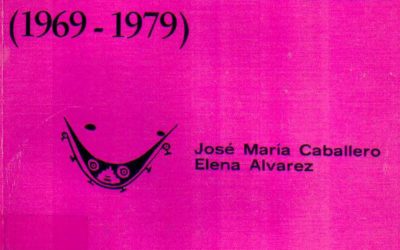 (1969-1979)
José María Caballero
Elena Alvarez